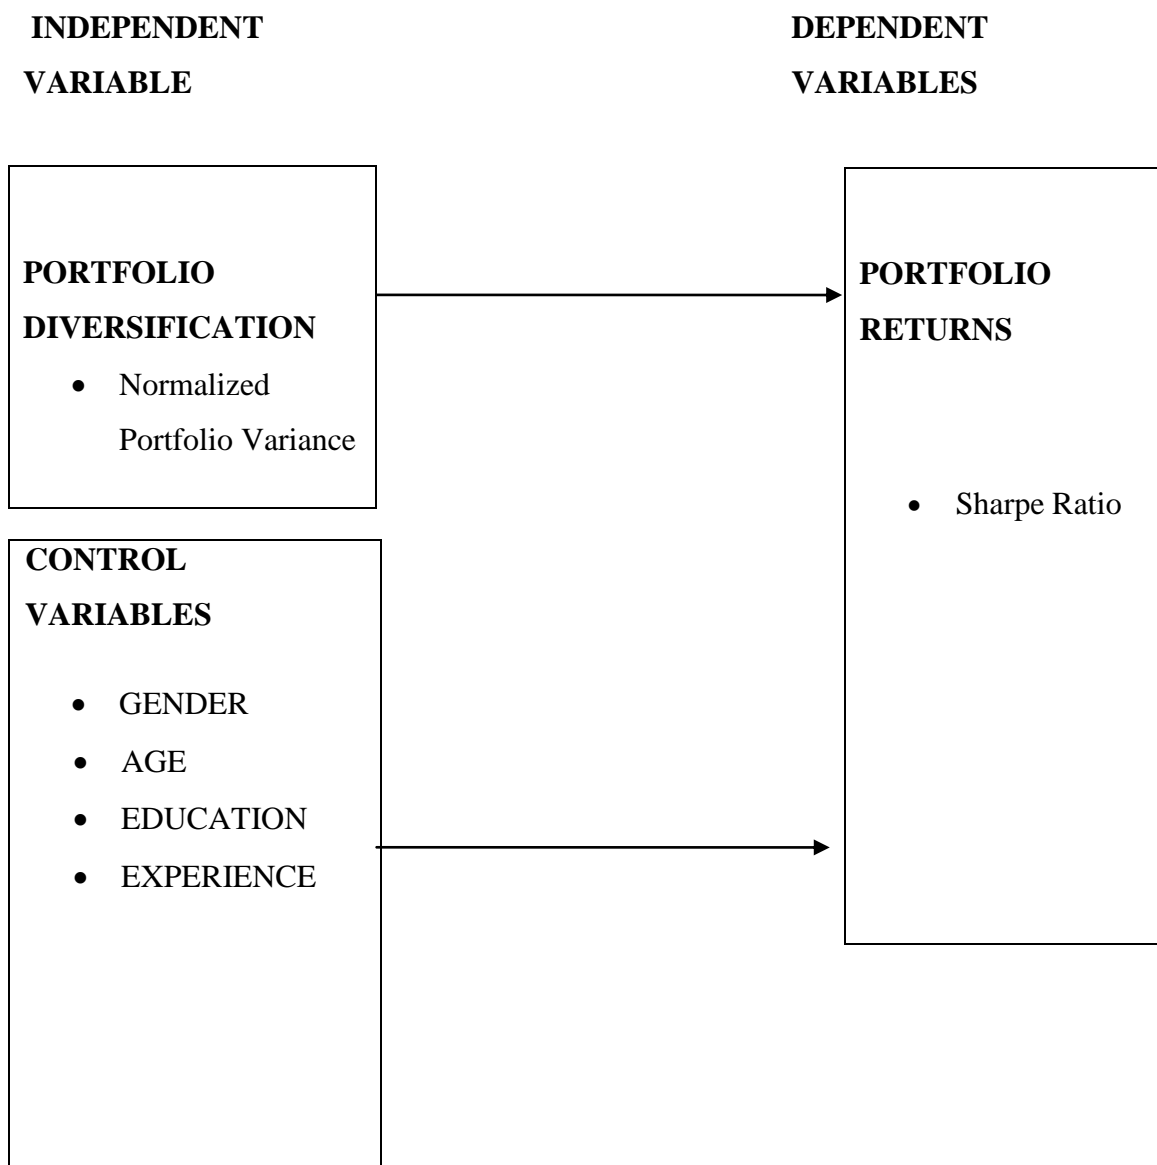 INDEPENDENT
VARIABLE
DEPENDENT
VARIABLES
PORTFOLIO
DIVERSIFICATION
• Normalized
Portfolio Variance
PORTFOLIO
RETURNS
• Sharpe Ratio
CONTROL
VARIABLES
• GENDER
• AGE
• EDUCATION
• EXPERIENCE